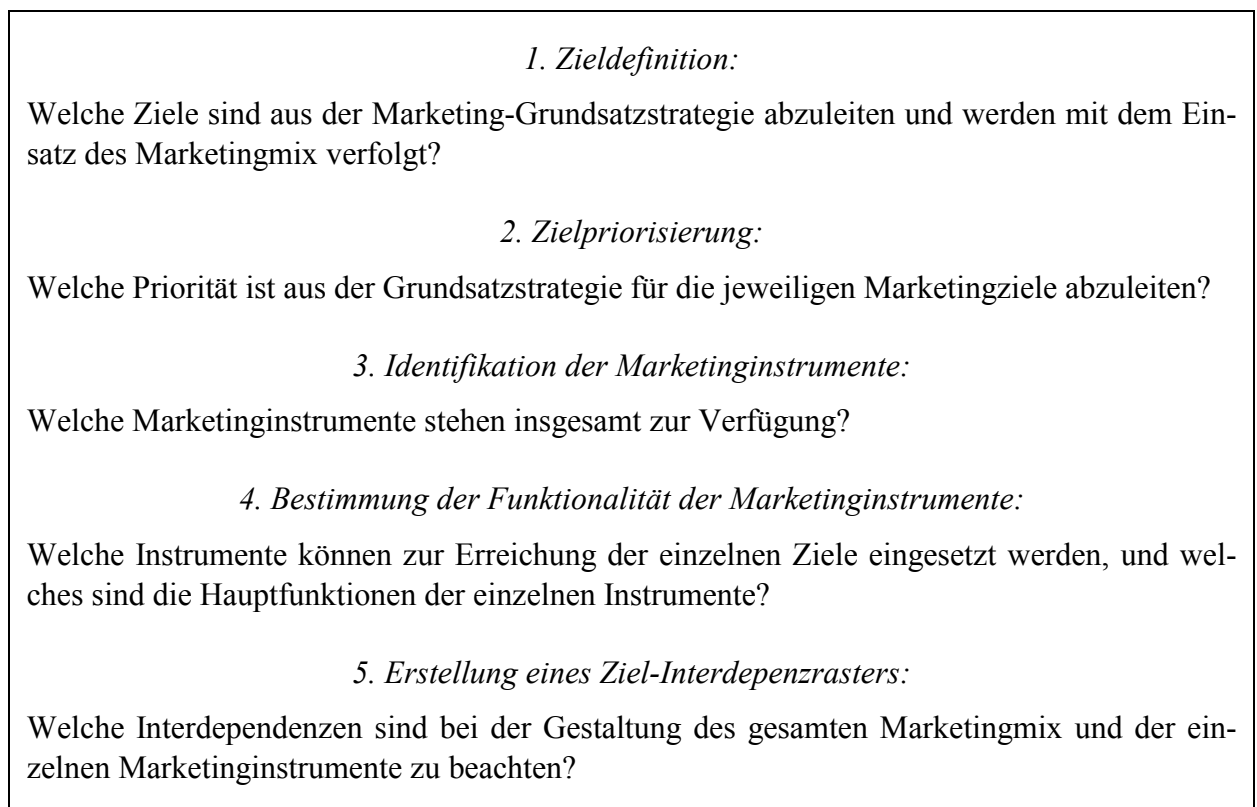 1. Zieldefinition:
Welche Ziele sind aus der Marketing-Grundsatzstrategie abzuleiten und werden mit dem Ein-
satz des Marketingmix verfolgt?
2. Zielpriorisierung:
Welche Priorität ist aus der Grundsatzstrategie für die jeweiligen Marketingziele abzuleiten?
3. Identifikation der Marketinginstrumente:
Welche Marketinginstrumente stehen insgesamt zur Verfügung?
4. Bestimmung der Funktionalität der Marketinginstrumente:
Welche Instrumente können zur Erreichung der einzelnen Ziele eingesetzt werden, und wel-
ches sind die Hauptfunktionen der einzelnen Instrumente?
5. Erstellung eines Ziel-Interdepenzrasters:
Welche Interdependenzen sind bei der Gestaltung des gesamten Marketingmix und der ein-
zelnen Marketinginstrumente zu beachten?